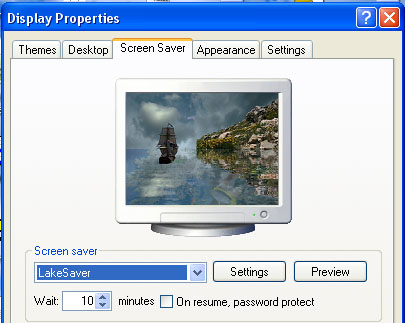 Display Properties
Themes Desktop Screen Saver Appearance Settings
Screen saver
LakeSaver Settings Preview
Wait: 10 minutes On resume, password protect